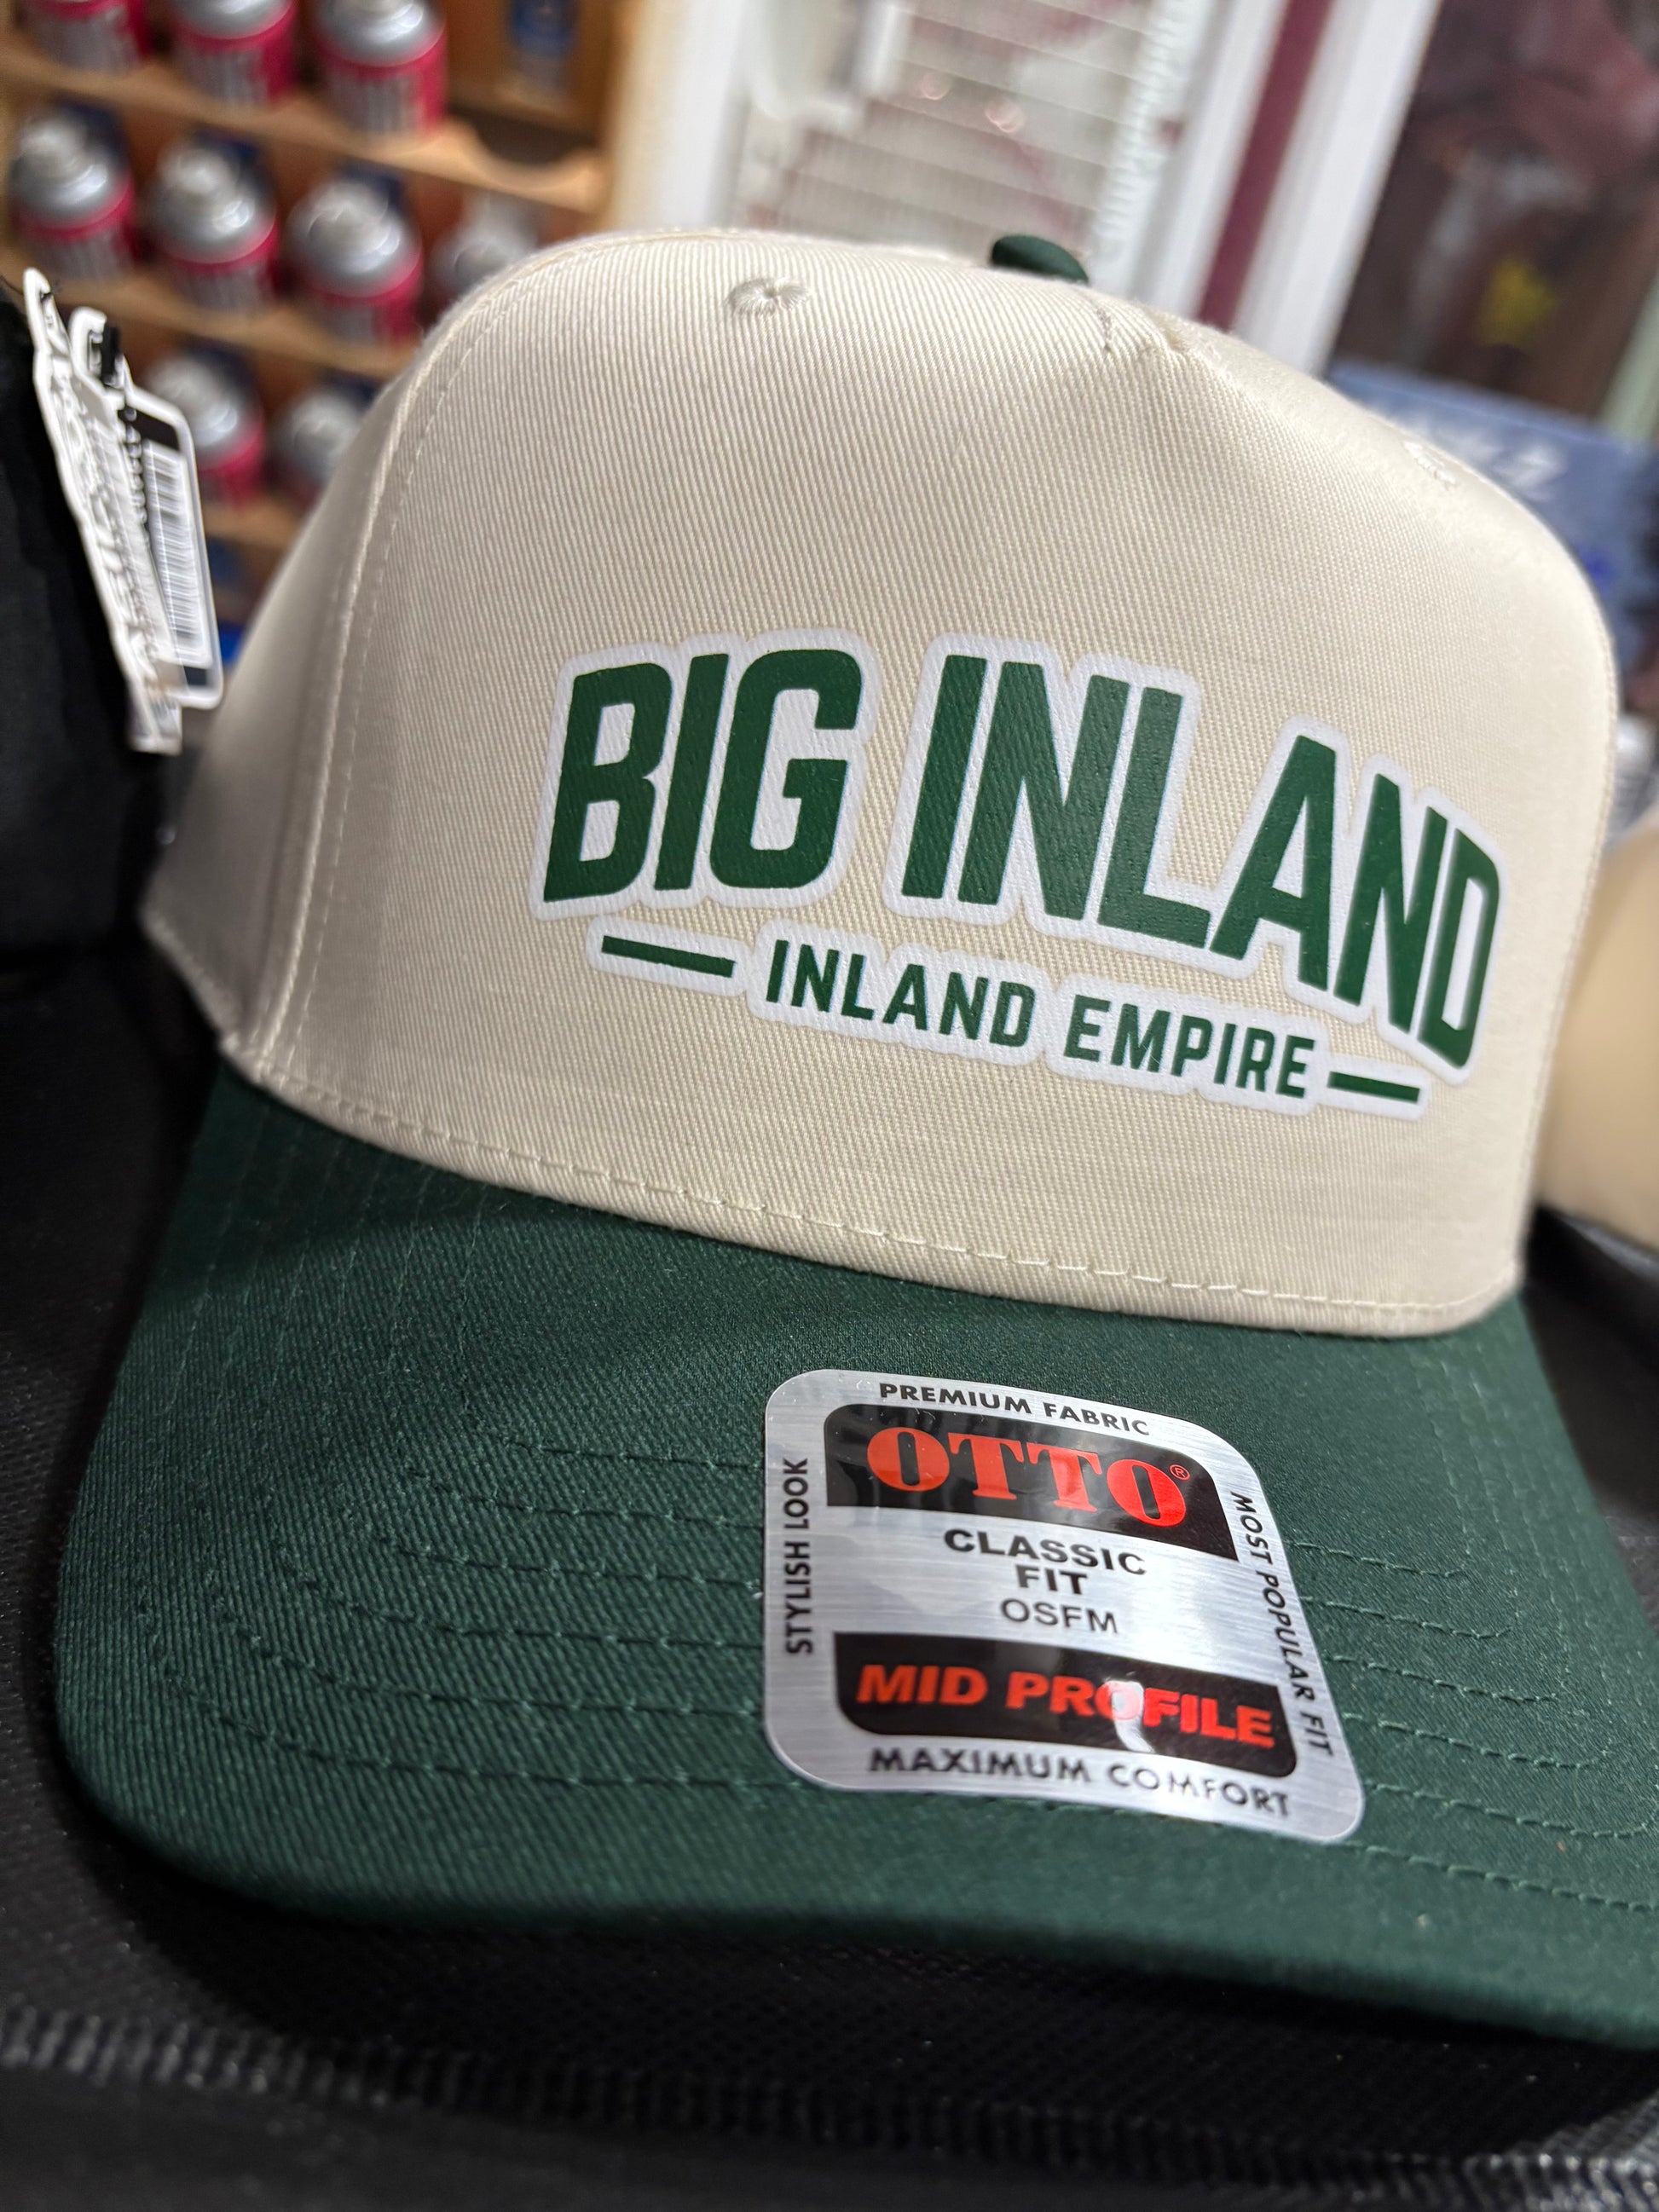 BIG INLAND
INLAND EMPIRE
PREMIUM FABRIC
OTTO®
STYLISH LOOK
CLASSIC
FIT
OSFM
MOST POPULAR FIT
MID PROFILE
MAXIMUM COMFORT